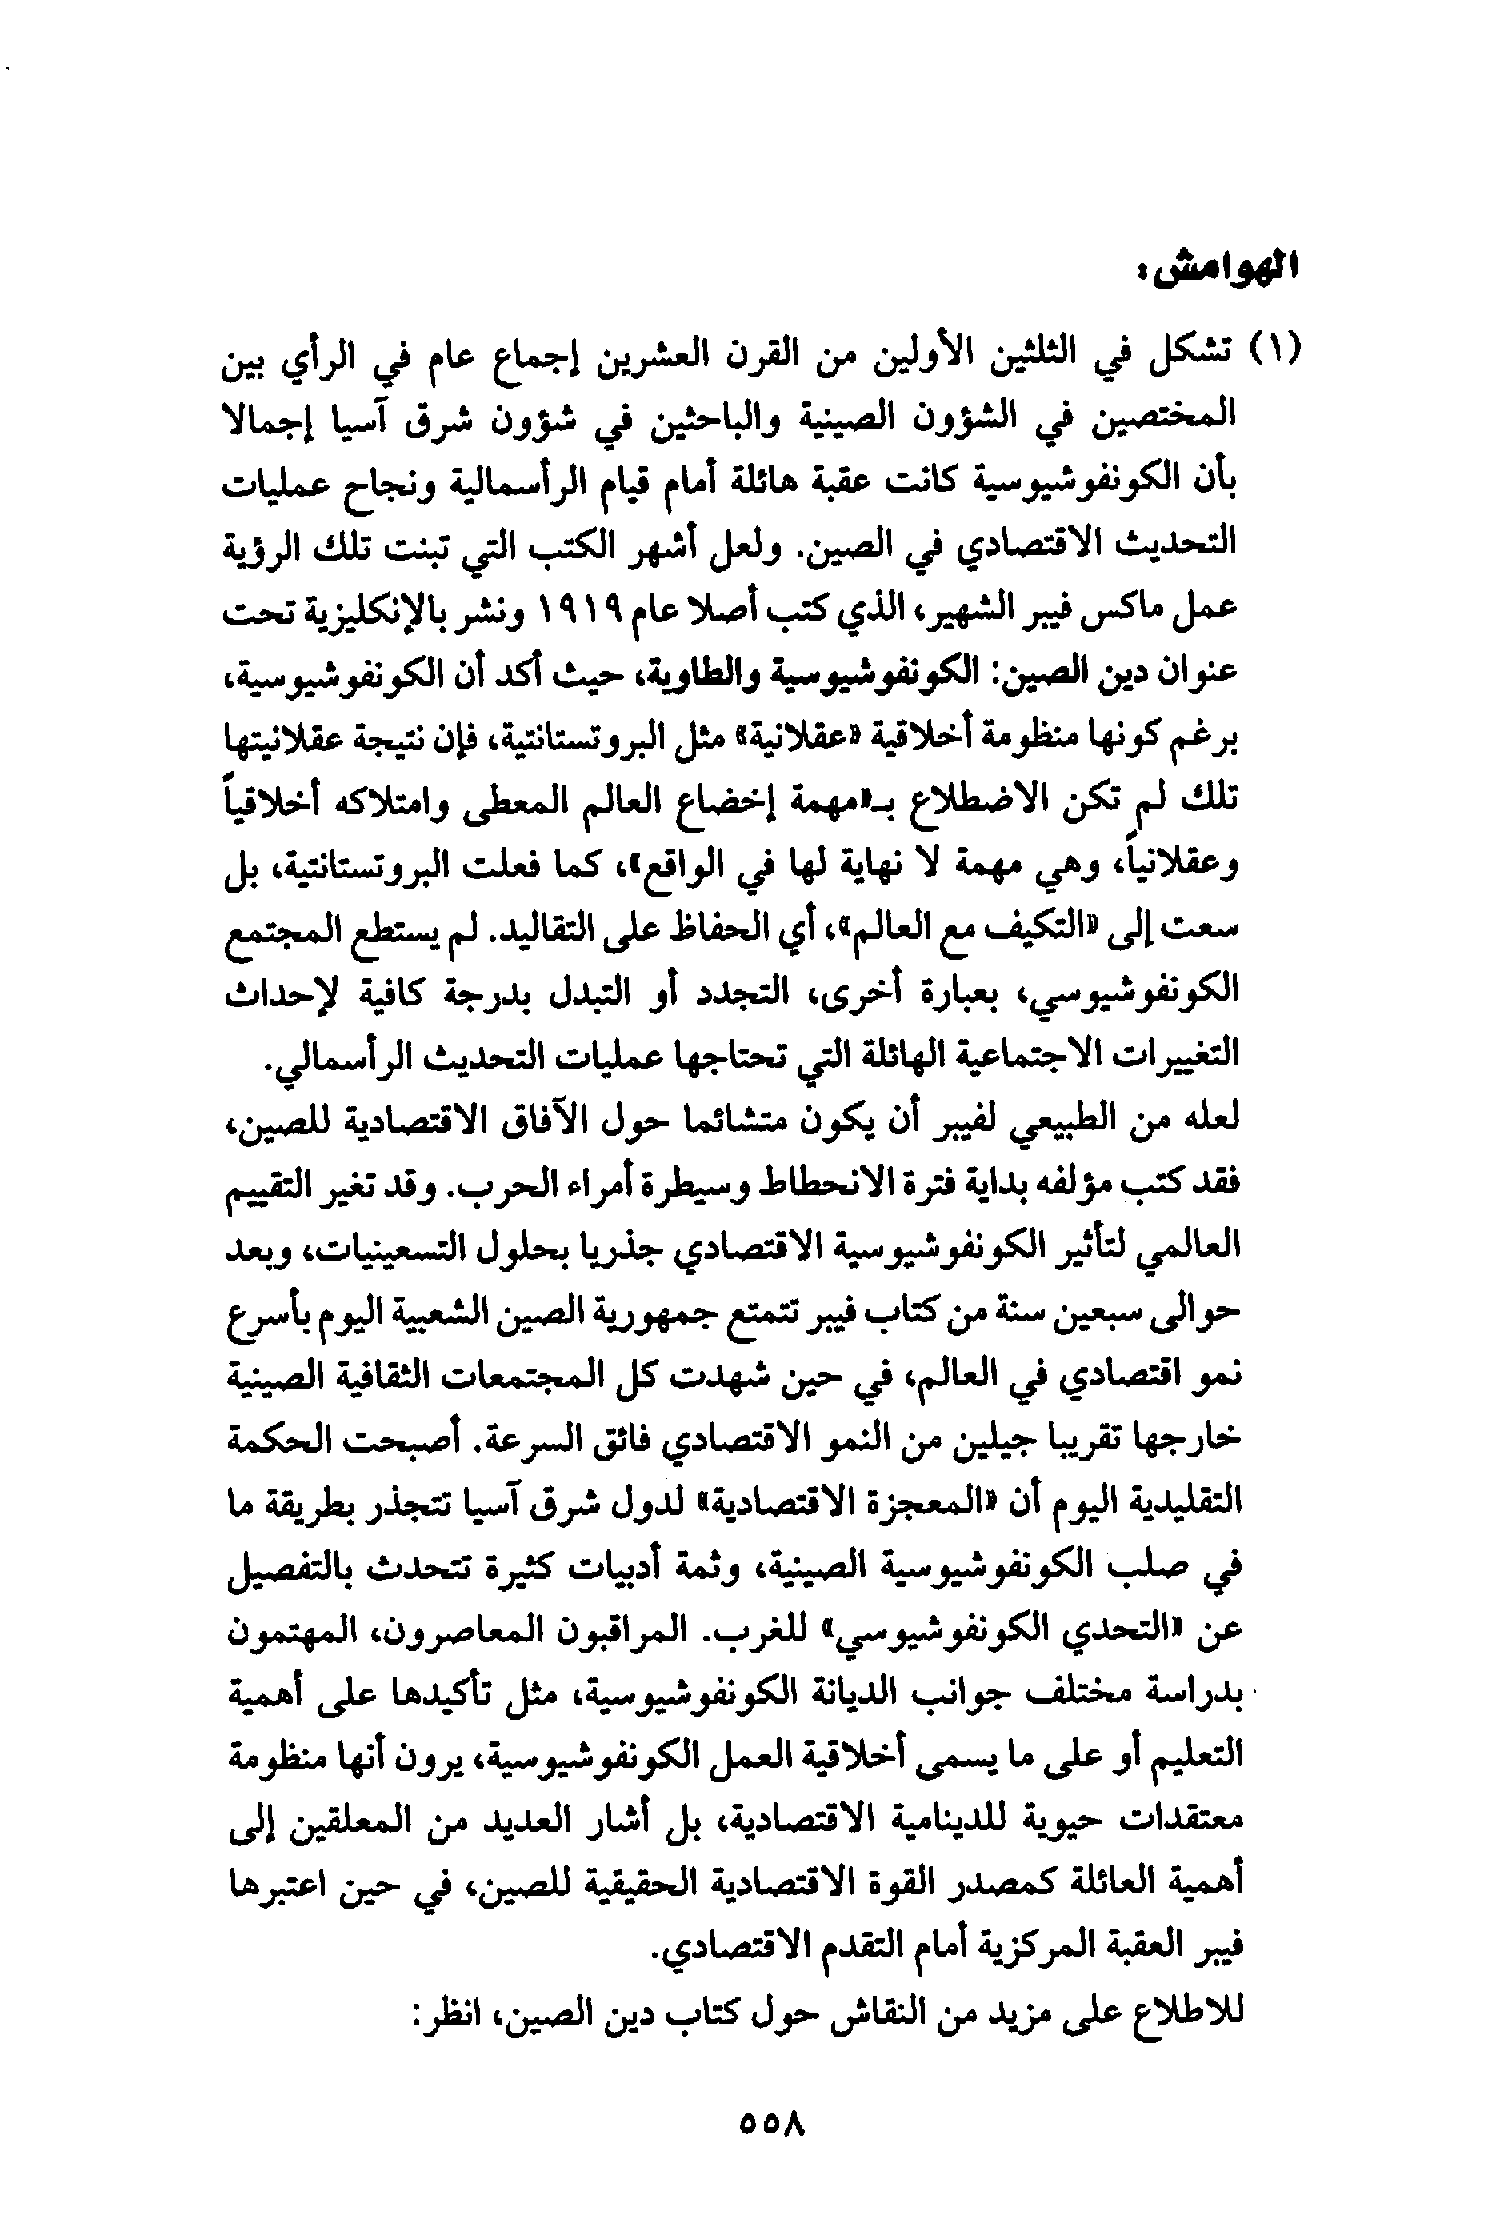 الهوامش:
(١) تشكل في الثلثين الأولين من القرن العشرين إجماع عام في الرأي بين
المختصين في الشؤون الصينية والباحثين في شؤون شرق آسيا إجمالا
بأن الكونفوشيوسية كانت عقبة هائلة أمام قيام الرأسمالية ونجاح عمليات
التحديث الاقتصادي في الصين. ولعل أشهر الكتب التي تبنت تلك الرؤية
عمل ماكس فيبر الشهير، الذي كتب أصلا عام ١٩١٩ ونشر بالإنكليزية تحت
عنوان دين الصين: الكونفوشيوسية والطاوية، حيث أكد أن الكونفوشيوسية،
برغم كونها منظومة أخلاقية «عقلانية» مثل البروتستانتية، فإن نتيجة عقلانيتها
تلك لم تكن الاضطلاع بـ«مهمة إخضاع العالم المعطى وامتلاكه أخلاقياً
وعقلانياً، وهي مهمة لا نهاية لها في الواقع»، كما فعلت البروتستانتية، بل
سعت إلى «التكيف مع العالم»، أي الحفاظ على التقاليد. لم يستطع المجتمع
الكونفوشيوسي، بعبارة أخرى، التجدد أو التبدل بدرجة كافية لإحداث
التغييرات الاجتماعية الهائلة التي تحتاجها عمليات التحديث الرأسمالي.
لعله من الطبيعي لفيبر أن يكون متشائما حول الآفاق الاقتصادية للصين،
فقد كتب مؤلفه بداية فترة الانحطاط وسيطرة أمراء الحرب. وقد تغير التقييم
العالمي لتأثير الكونفوشيوسية الاقتصادي جذريا بحلول التسعينيات، وبعد
حوالى سبعين سنة من كتاب فيبر تتمتع جمهورية الصين الشعبية اليوم بأسرع
نمو اقتصادي في العالم، في حين شهدت كل المجتمعات الثقافية الصينية
خارجها تقريبا جيلين من النمو الاقتصادي فائق السرعة. أصبحت الحكمة
التقليدية اليوم أن «المعجزة الاقتصادية» لدول شرق آسيا تتجذر بطريقة ما
في صلب الكونفوشيوسية الصينية، وثمة أدبيات كثيرة تتحدث بالتفصيل
عن «التحدي الكونفوشيوسي» للغرب. المراقبون المعاصرون، المهتمون
بدراسة مختلف جوانب الديانة الكونفوشيوسية، مثل تأكيدها على أهمية
التعليم أو على ما يسمى أخلاقية العمل الكونفوشيوسية، يرون أنها منظومة
معتقدات حيوية للدينامية الاقتصادية، بل أشار العديد من المعلقين إلى
أهمية العائلة كمصدر القوة الاقتصادية الحقيقية للصين، في حين اعتبرها
فيبر العقبة المركزية أمام التقدم الاقتصادي.
للاطلاع على مزيد من النقاش حول كتاب دين الصين، انظر:
٥٥٨